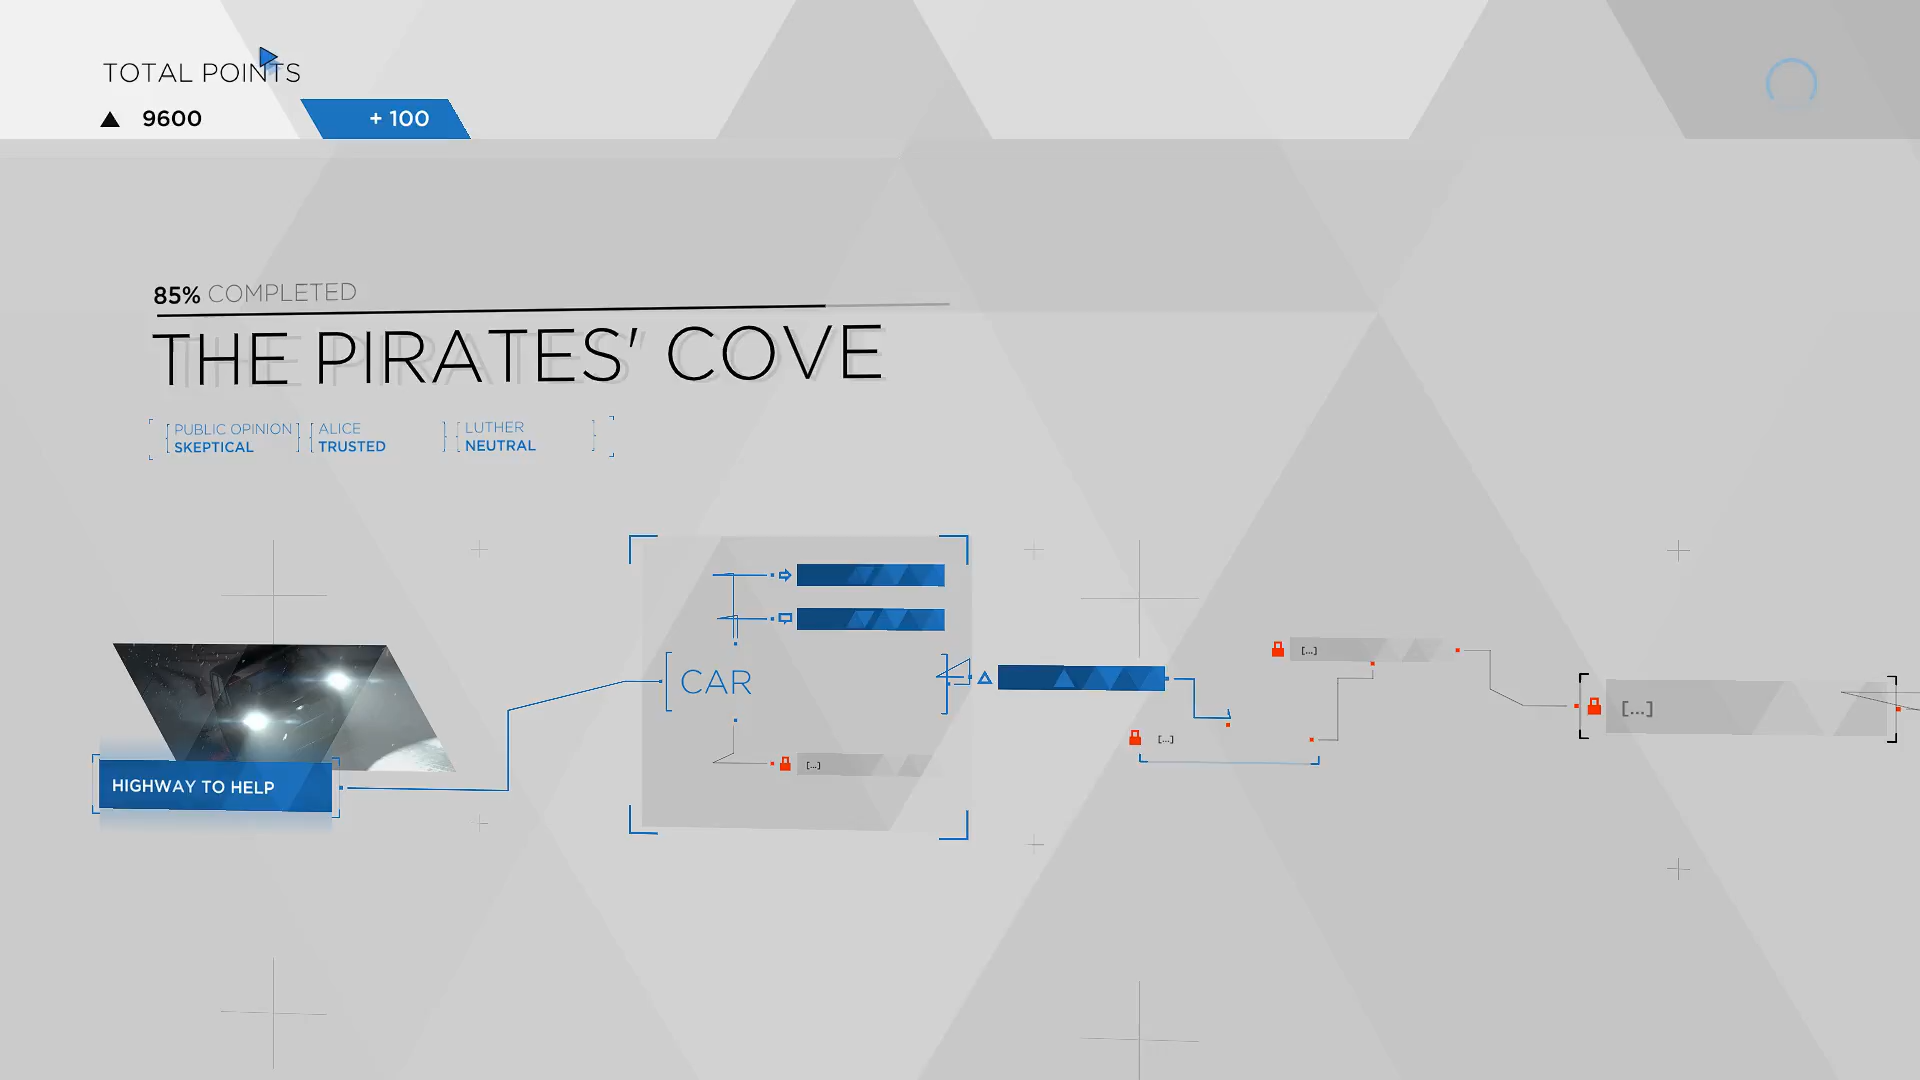 TOTAL POINTS
9600
+ 100
85% COMPLETED
THE PIRATES' COVE
PUBLIC OPINION
SKEPTICAL
ALICE
TRUSTED
LUTHER
NEUTRAL
[...]
CAR
[...]
[...]
[...]
HIGHWAY TO HELP